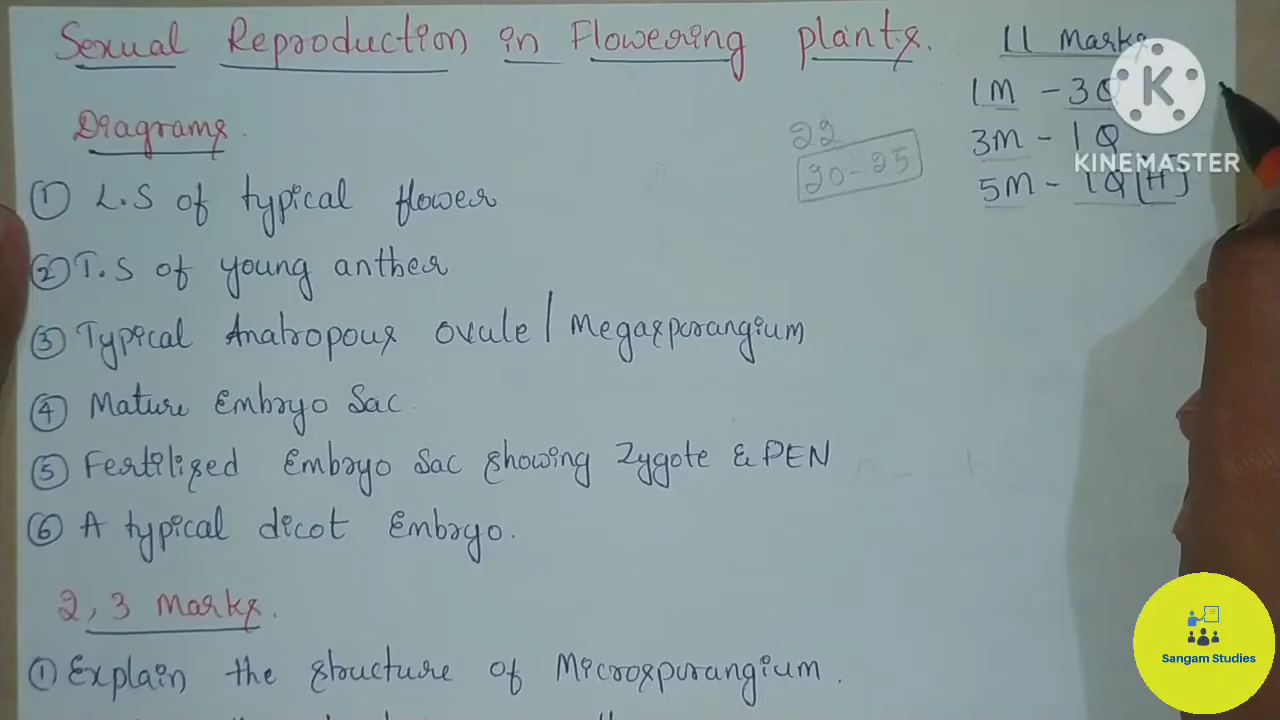 Sexual Reproduction in Flowering plants.
11 Marks
1M - 3Q
3M - 1Q
5M - 1Q[H]
22
20-25
KINEMASTER
Diagrams.
① L.S of typical flower
② T.S of young anther
③ Typical Anatropous ovule / Megasporangium
④ Mature Embryo Sac.
⑤ Fertilized Embryo Sac showing Zygote & PEN
⑥ A typical dicot Embryo.
2, 3 Marks.
① Explain the structure of Microsporangium.
Sangam Studies